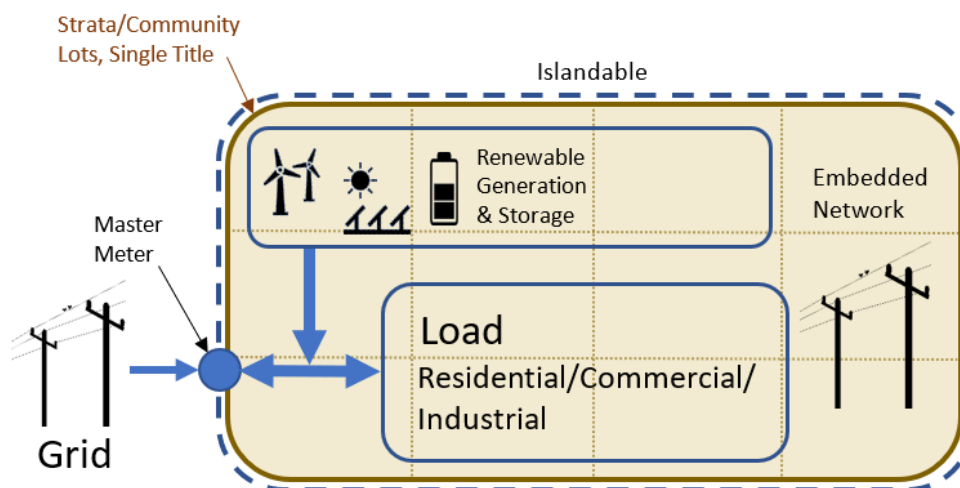 Strata/Community
Lots, Single Title
Islandable
Renewable
Generation
& Storage
Embedded
Network
Master
Meter
Load
Residential/Commercial/
Industrial
Grid